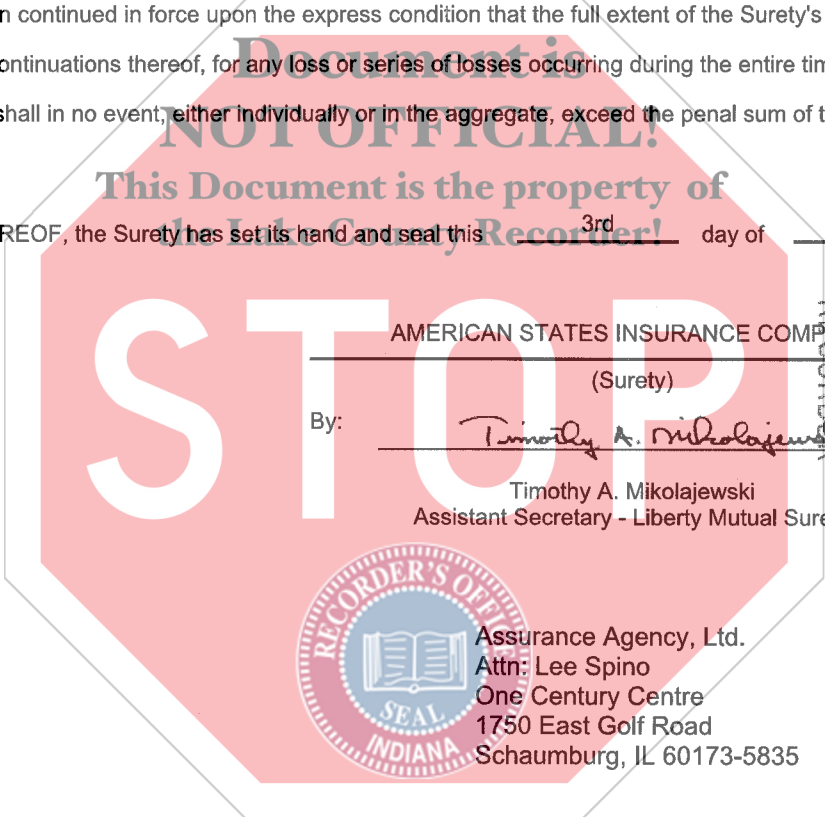 n continued in force upon the express condition that the full extent of the Surety's
Document is
ontinuations thereof, for any loss or series of losses occurring during the entire tim
NOT OFFICIAL!
shall in no event, either individually or in the aggregate, exceed the penal sum of t
This Document is the property of
the Lake County Recorder!
REOF, the Surety has set its hand and seal this 3rd day of
STOP
AMERICAN STATES INSURANCE COMP
(Surety)
By: Timothy A. Mikolajews
Timothy A. Mikolajewski
Assistant Secretary - Liberty Mutual Sure
RECORDER'S OFFICE
SEAL
INDIANA
Assurance Agency, Ltd.
Attn: Lee Spino
One Century Centre
1750 East Golf Road
Schaumburg, IL 60173-5835